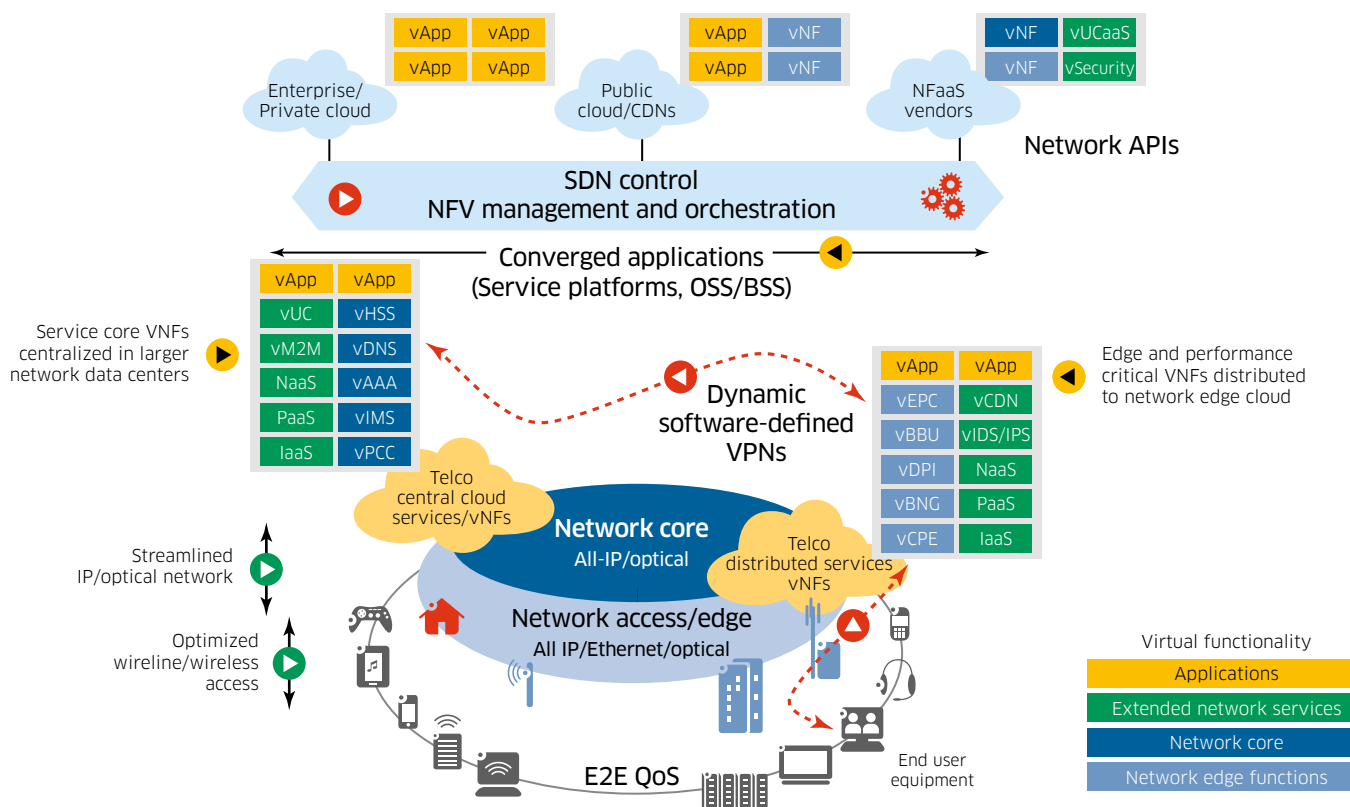 vApp vApp
vApp vApp
Enterprise/
Private cloud
vApp vNF
vApp vNF
Public
cloud/CDNs
vNF vUCaaS
vNF vSecurity
NFaaS
vendors
Network APIs
SDN control
NFV management and orchestration
Converged applications
(Service platforms, OSS/BSS)
Service core VNFs
centralized in larger
network data centers
vApp vApp
vUC vHSS
vM2M vDNS
NaaS vAAA
PaaS vIMS
IaaS vPCC
Dynamic
software-defined
VPNs
vApp vApp
vEPC vCDN
vBBU vIDS/IPS
vDPI NaaS
vBNG PaaS
vCPE IaaS
Edge and performance
critical VNFs distributed
to network edge cloud
Telco
central cloud
services/vNFs
Network core
All-IP/optical
Telco
distributed services
vNFs
Streamlined
IP/optical network
Network access/edge
All IP/Ethernet/optical
Optimized
wireline/wireless
access
E2E QoS
End user
equipment
Virtual functionality
Applications
Extended network services
Network core
Network edge functions